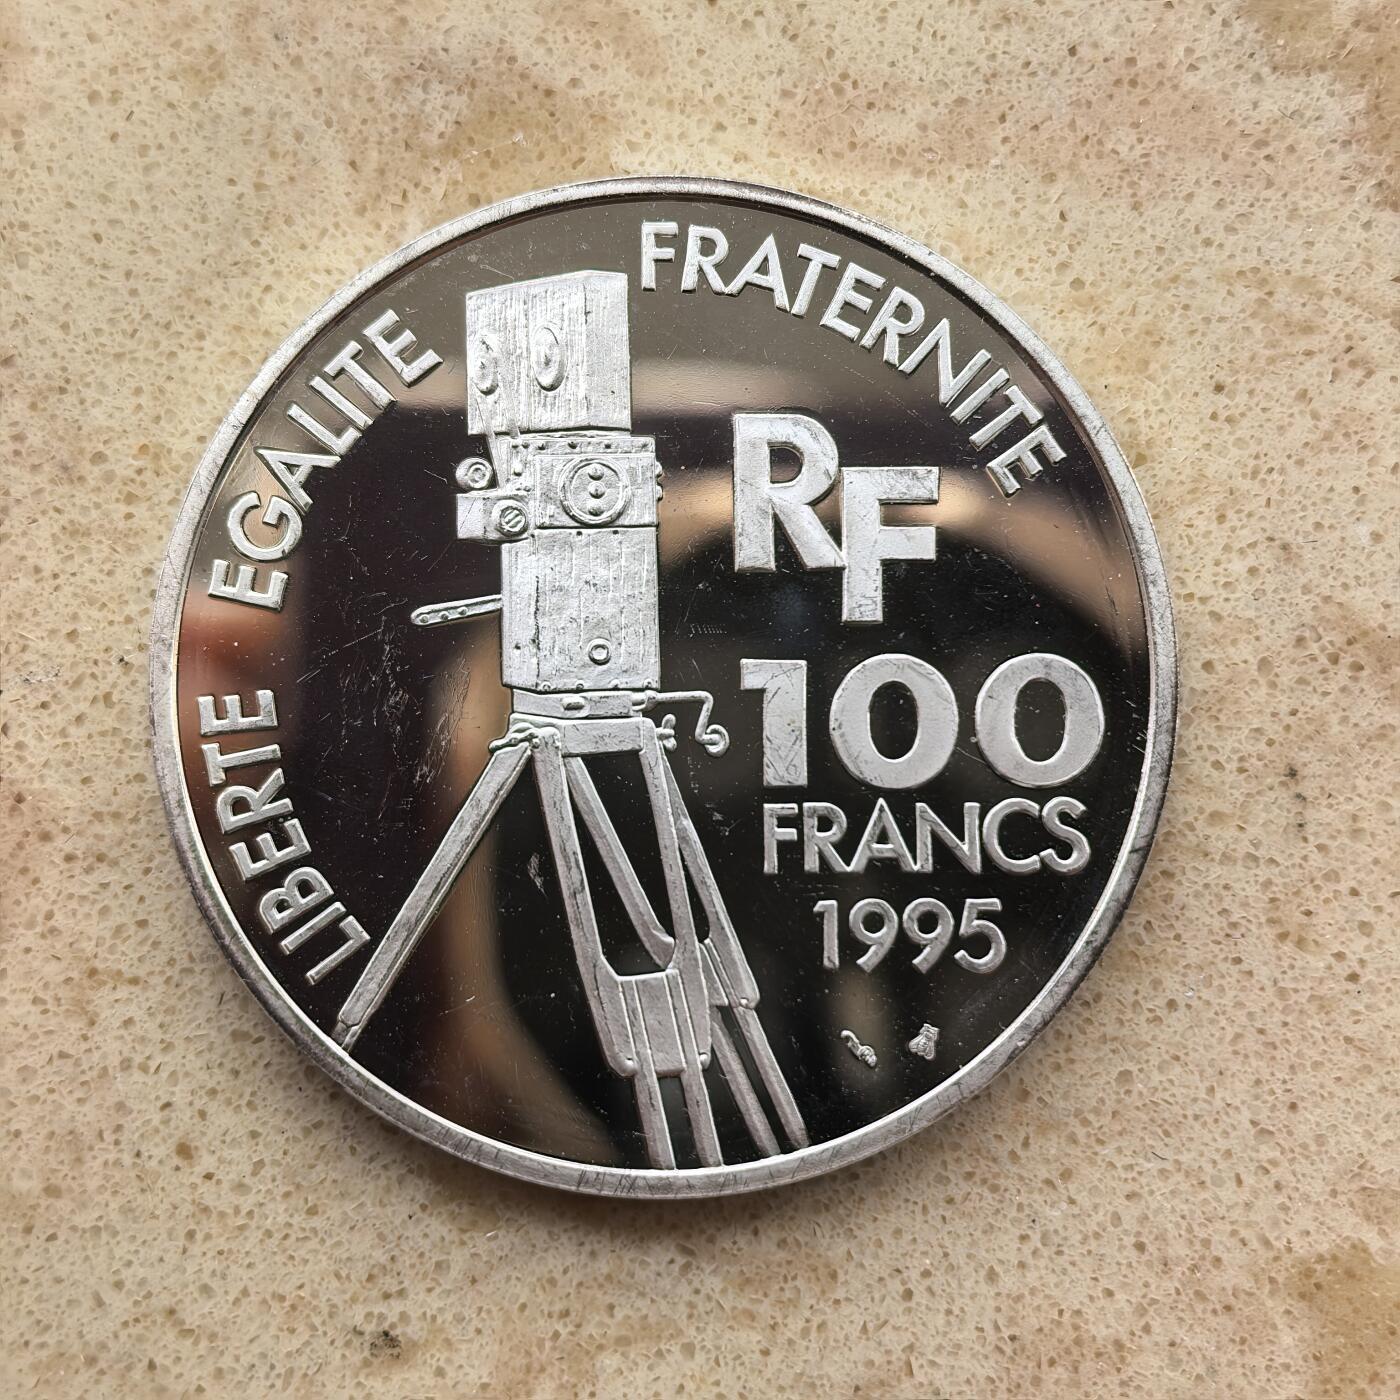 LIBERTE EGALITE FRATERNITE
RF
100
FRANCS
1995